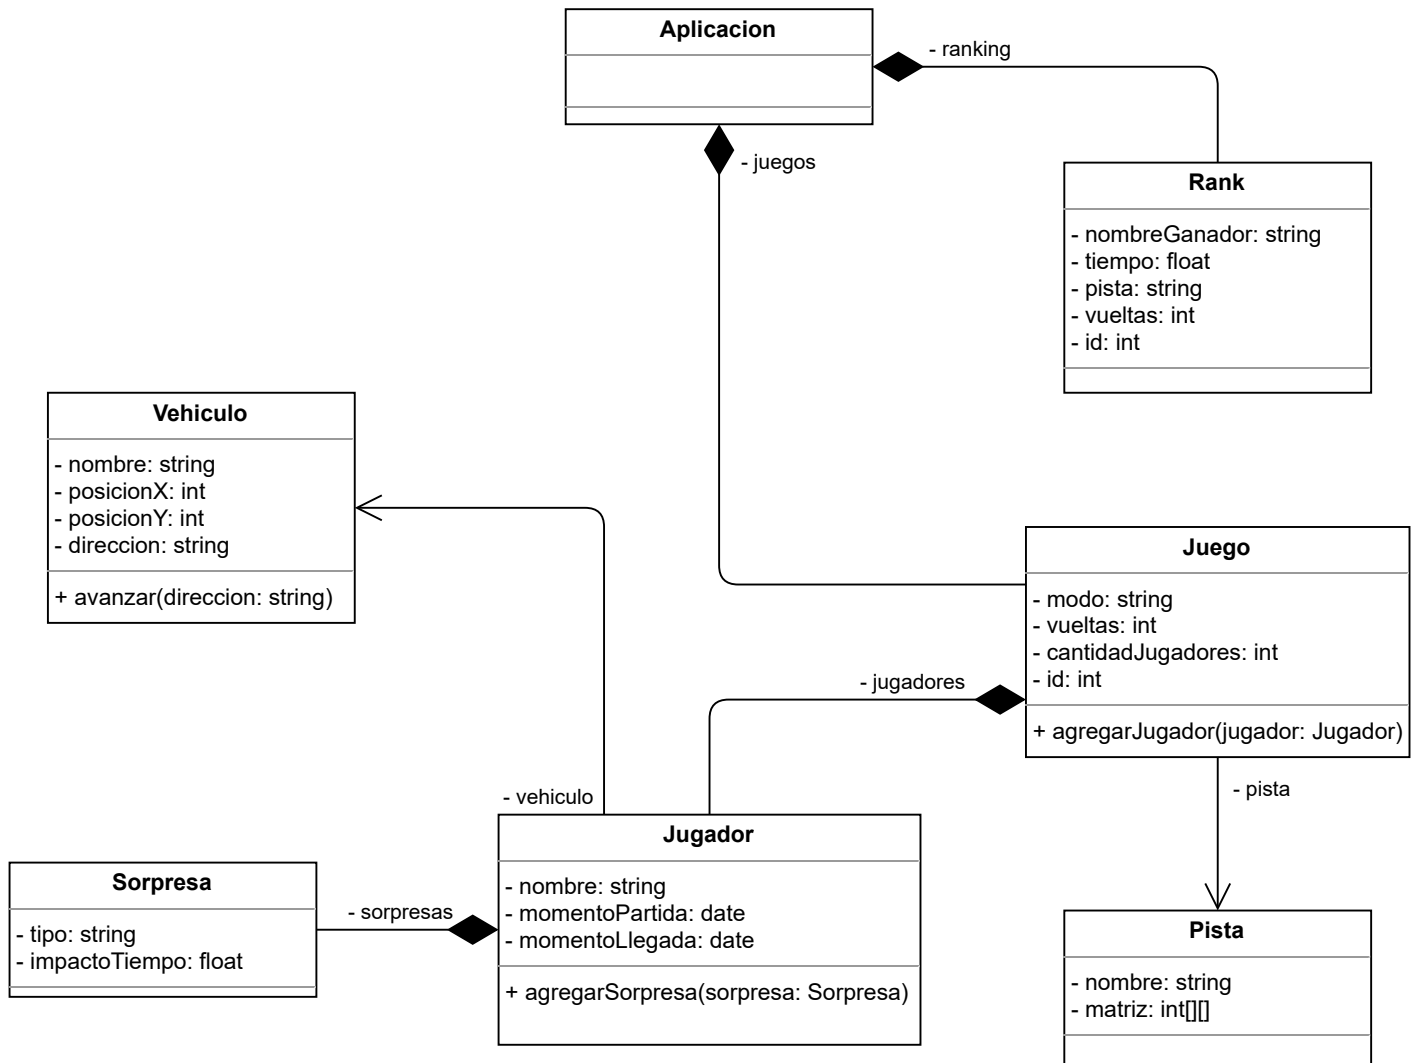 Aplicacion
- ranking
- juegos
Rank
- nombreGanador: string
- tiempo: float
- pista: string
- vueltas: int
- id: int
Vehiculo
- nombre: string
- posicionX: int
- posicionY: int
- direccion: string
+ avanzar(direccion: string)
Juego
- modo: string
- vueltas: int
- cantidadJugadores: int
- id: int
+ agregarJugador(jugador: Jugador)
- jugadores
- pista
- vehiculo
Jugador
- nombre: string
- momentoPartida: date
- momentoLlegada: date
+ agregarSorpresa(sorpresa: Sorpresa)
- sorpresas
Sorpresa
- tipo: string
- impactoTiempo: float
Pista
- nombre: string
- matriz: int[][]